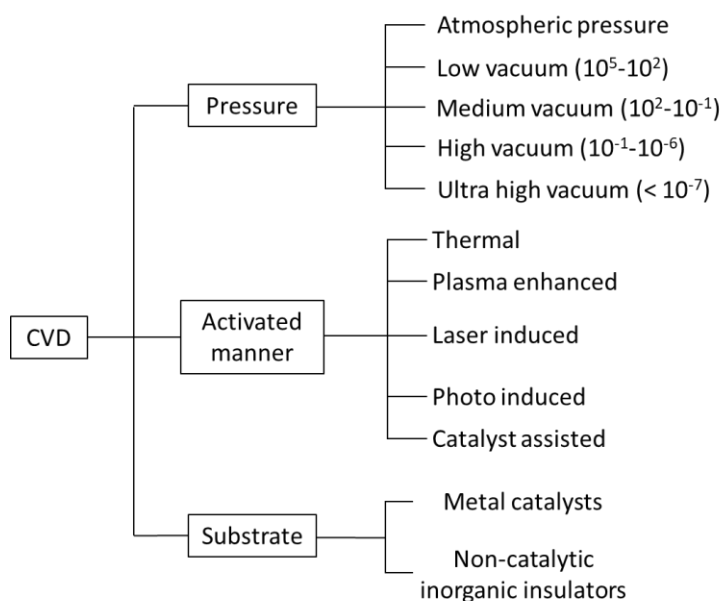 Atmospheric pressure
Low vacuum (10⁵-10²)
Pressure
Medium vacuum (10²-10⁻¹)
High vacuum (10⁻¹-10⁻⁶)
Ultra high vacuum (< 10⁻⁷)
Thermal
Plasma enhanced
CVD
Activated
manner
Laser induced
Photo induced
Catalyst assisted
Metal catalysts
Substrate
Non-catalytic
inorganic insulators